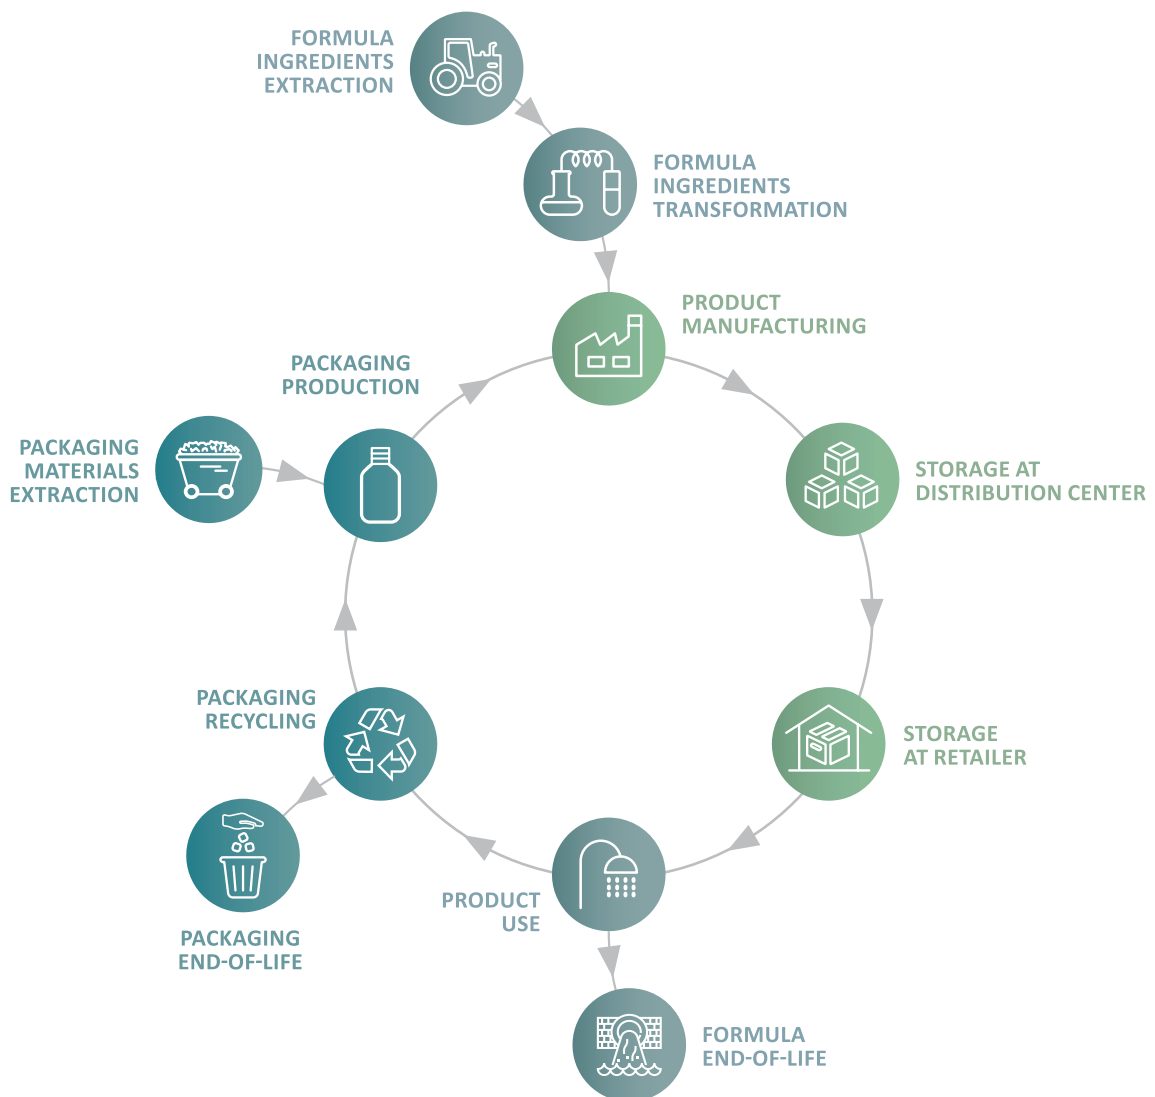 FORMULA
INGREDIENTS
EXTRACTION
FORMULA
INGREDIENTS
TRANSFORMATION
PRODUCT
MANUFACTURING
PACKAGING
PRODUCTION
PACKAGING
MATERIALS
EXTRACTION
STORAGE AT
DISTRIBUTION CENTER
PACKAGING
RECYCLING
STORAGE
AT RETAILER
PRODUCT
USE
PACKAGING
END-OF-LIFE
FORMULA
END-OF-LIFE